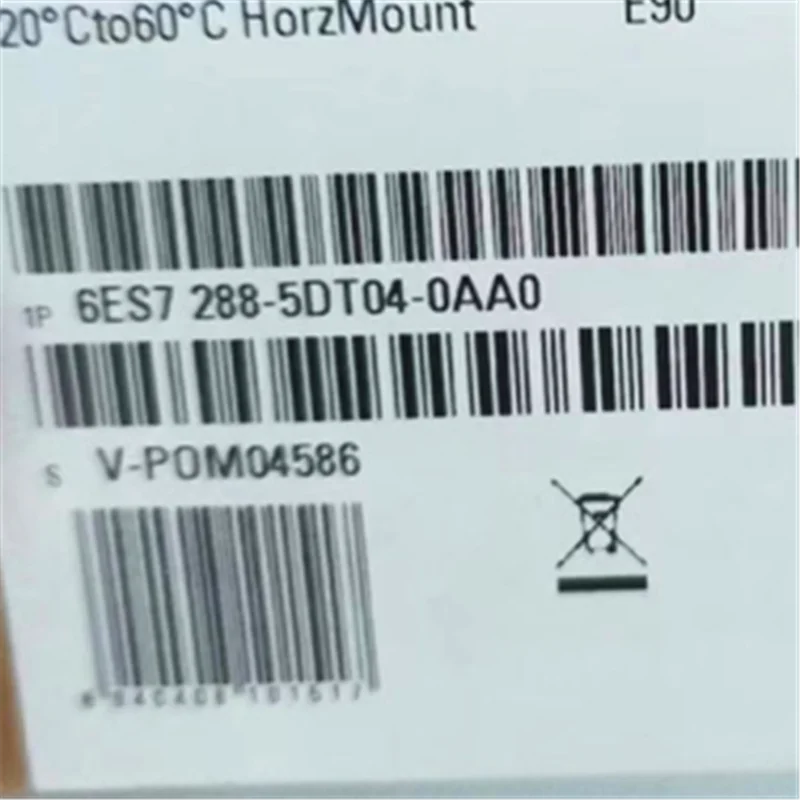 20°Cto60°C HorzMount E90
1P 6ES7 288-5DT04-0AA0
S V-POM04586